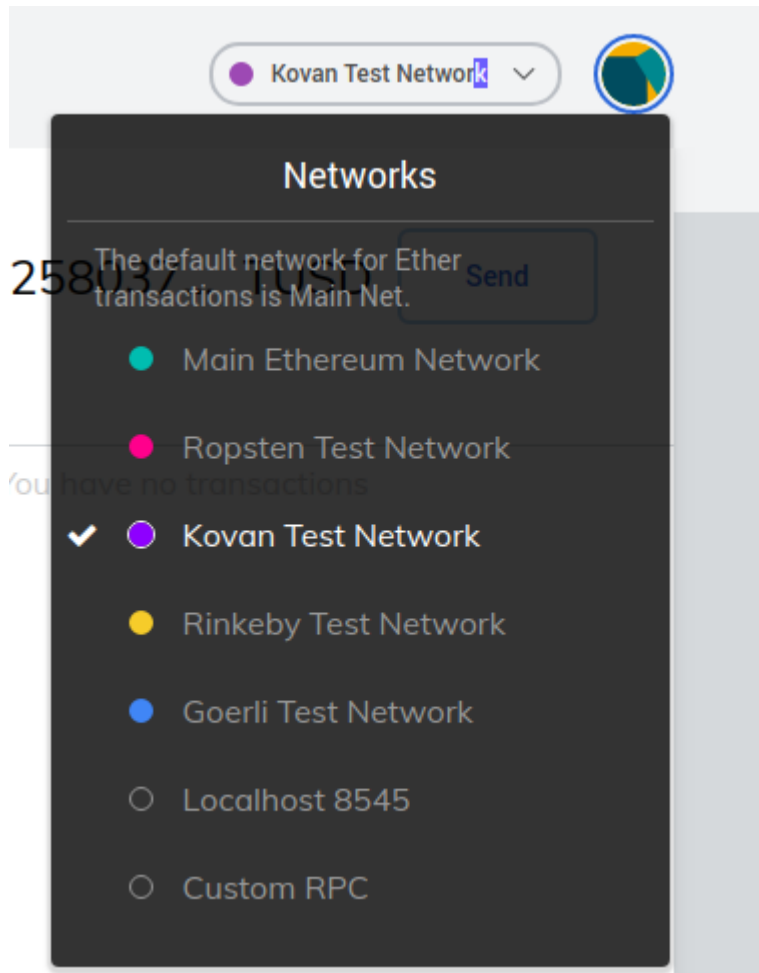 Kovan Test Network
Networks
The default network for Ether
transactions is Main Net.
TUSD
Send
Main Ethereum Network
Ropsten Test Network
You have no transactions
Kovan Test Network
Rinkeby Test Network
Goerli Test Network
Localhost 8545
Custom RPC